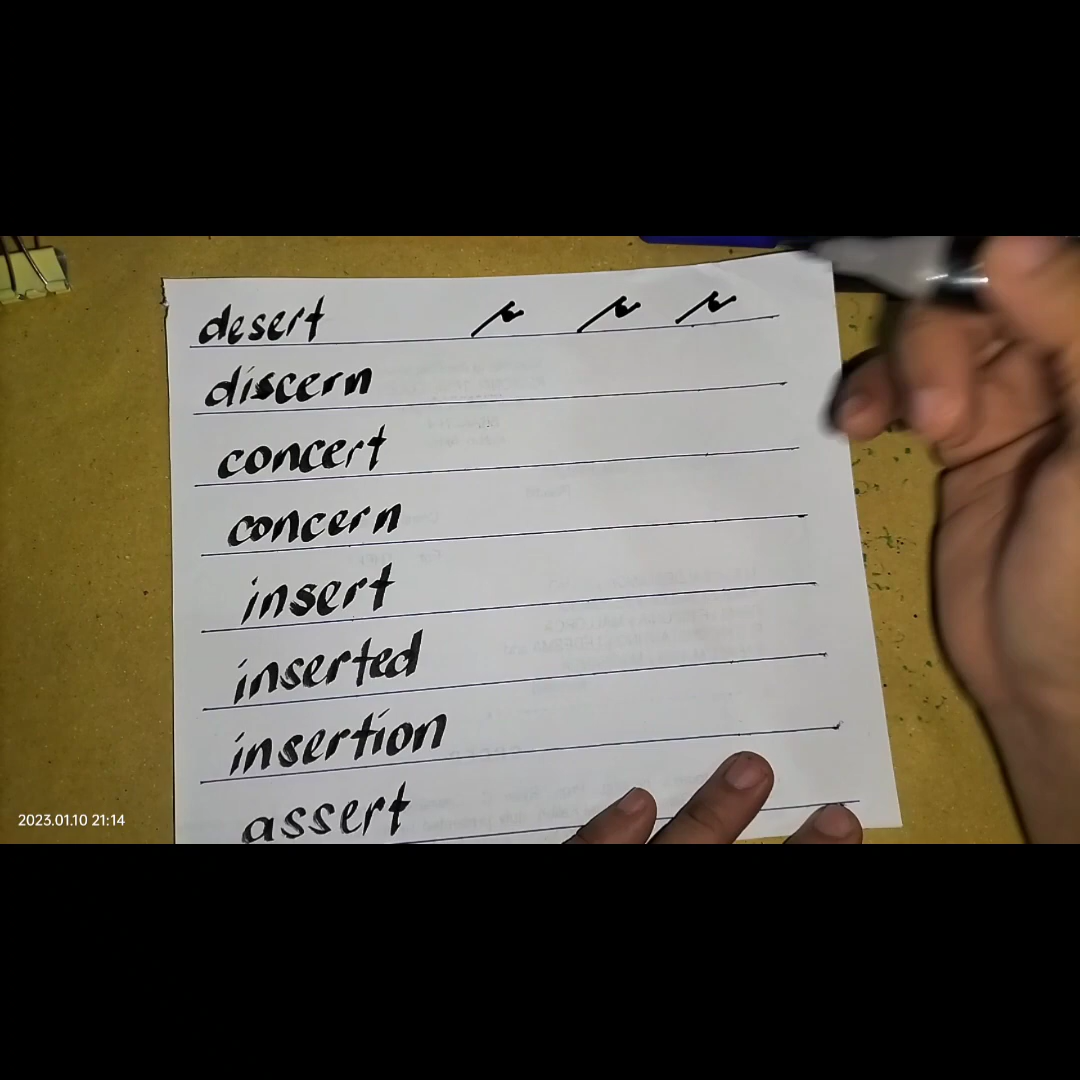 desert
discern
concert
concern
insert
inserted
insertion
assert
2023.01.10 21:14